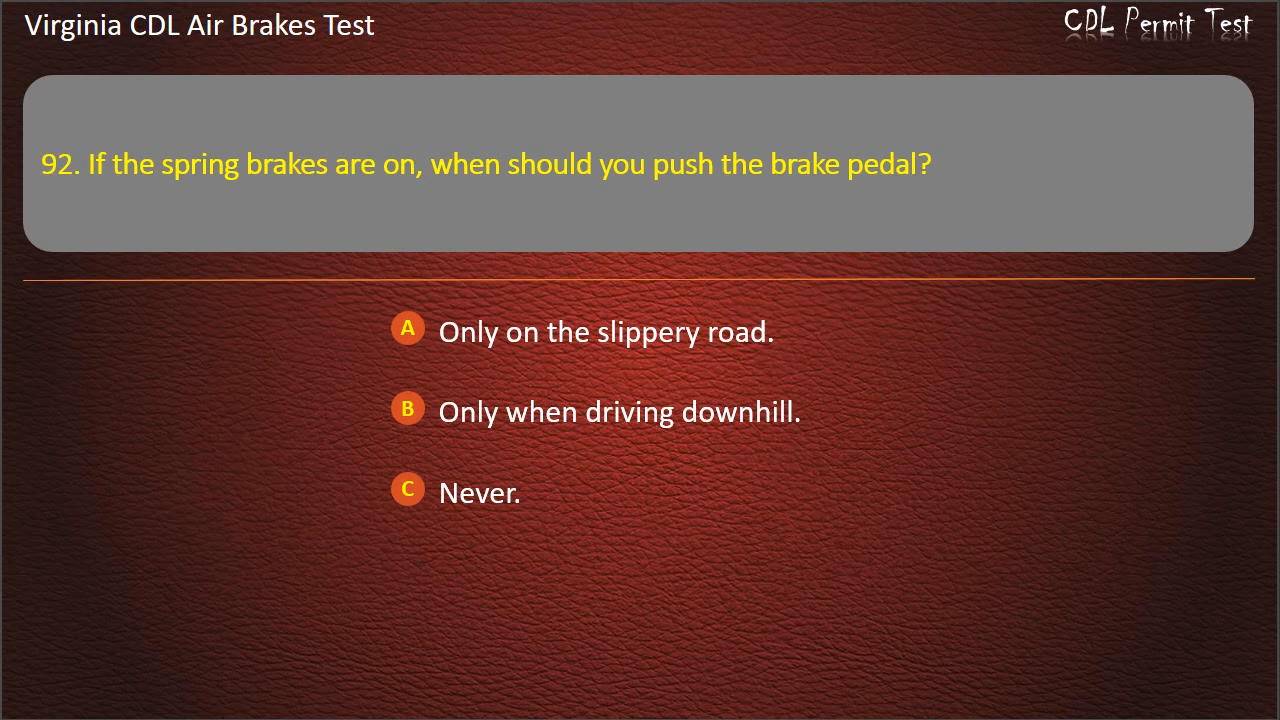 Virginia CDL Air Brakes Test
CDL Permit Test
92. If the spring brakes are on, when should you push the brake pedal?
A Only on the slippery road.
B Only when driving downhill.
C Never.